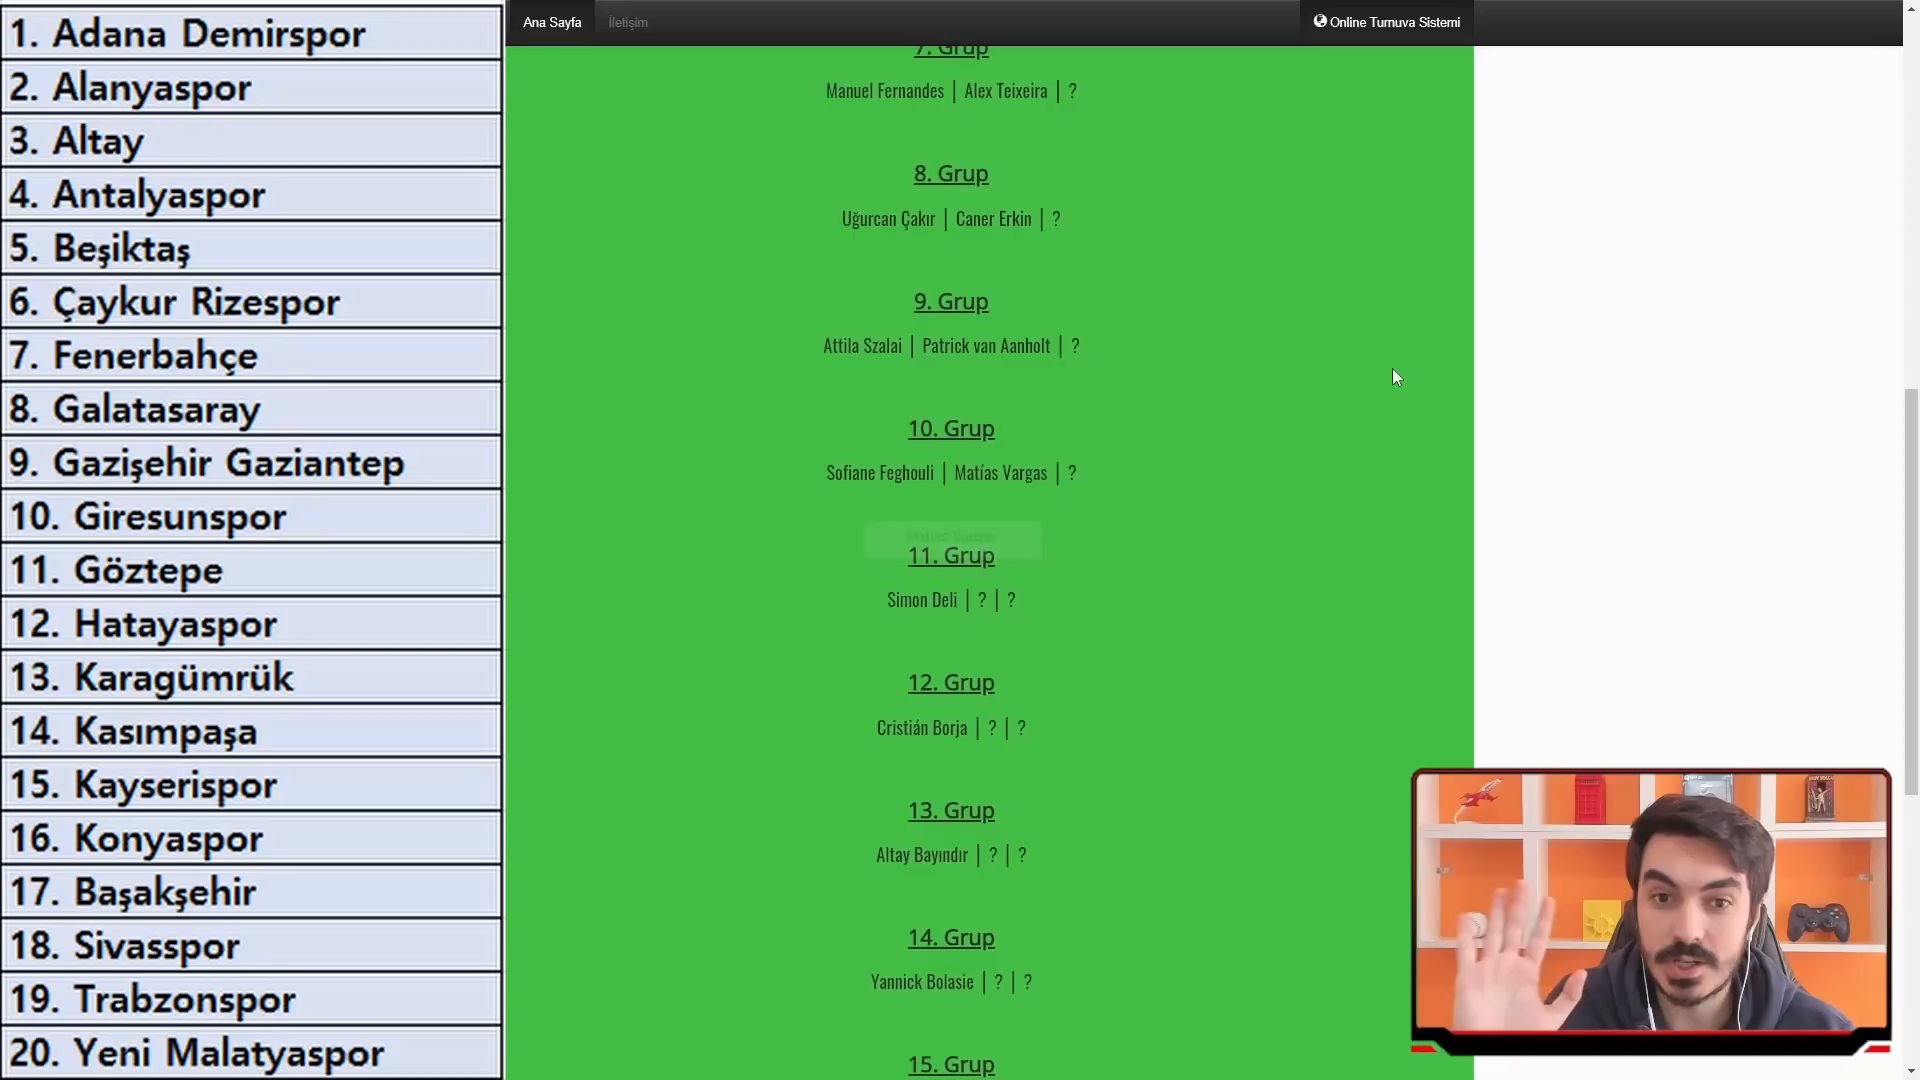 1. Adana Demirspor
2. Alanyaspor
3. Altay
4. Antalyaspor
5. Beşiktaş
6. Çaykur Rizespor
7. Fenerbahçe
8. Galatasaray
9. Gazişehir Gaziantep
10. Giresunspor
11. Göztepe
12. Hatayaspor
13. Karagümrük
14. Kasımpaşa
15. Kayserispor
16. Konyaspor
17. Başakşehir
18. Sivasspor
19. Trabzonspor
20. Yeni Malatyaspor
Ana Sayfa İletişim Online Turnuva Sistemi
7. Grup
Manuel Fernandes | Alex Teixeira | ?
8. Grup
Uğurcan Çakır | Caner Erkin | ?
9. Grup
Attila Szalai | Patrick van Aanholt | ?
10. Grup
Sofiane Feghouli | Matías Vargas | ?
11. Grup
Simon Deli | ? | ?
12. Grup
Cristián Borja | ? | ?
13. Grup
Altay Bayındır | ? | ?
14. Grup
Yannick Bolasie | ? | ?
15. Grup